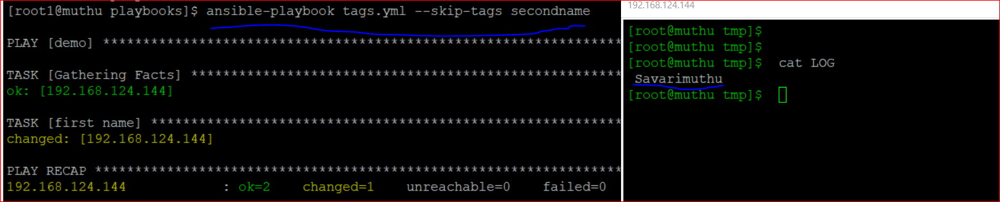 [root1@muthu playbooks]$ ansible-playbook tags.yml --skip-tags secondname
PLAY [demo] *****************************************************************
TASK [Gathering Facts] ******************************************************
ok: [192.168.124.144]
TASK [first name] ***********************************************************
changed: [192.168.124.144]
PLAY RECAP ******************************************************************
192.168.124.144 : ok=2 changed=1 unreachable=0 failed=0
192.168.124.144
[root@muthu tmp]$
[root@muthu tmp]$
[root@muthu tmp]$ cat LOG
Savarimuthu
[root@muthu tmp]$